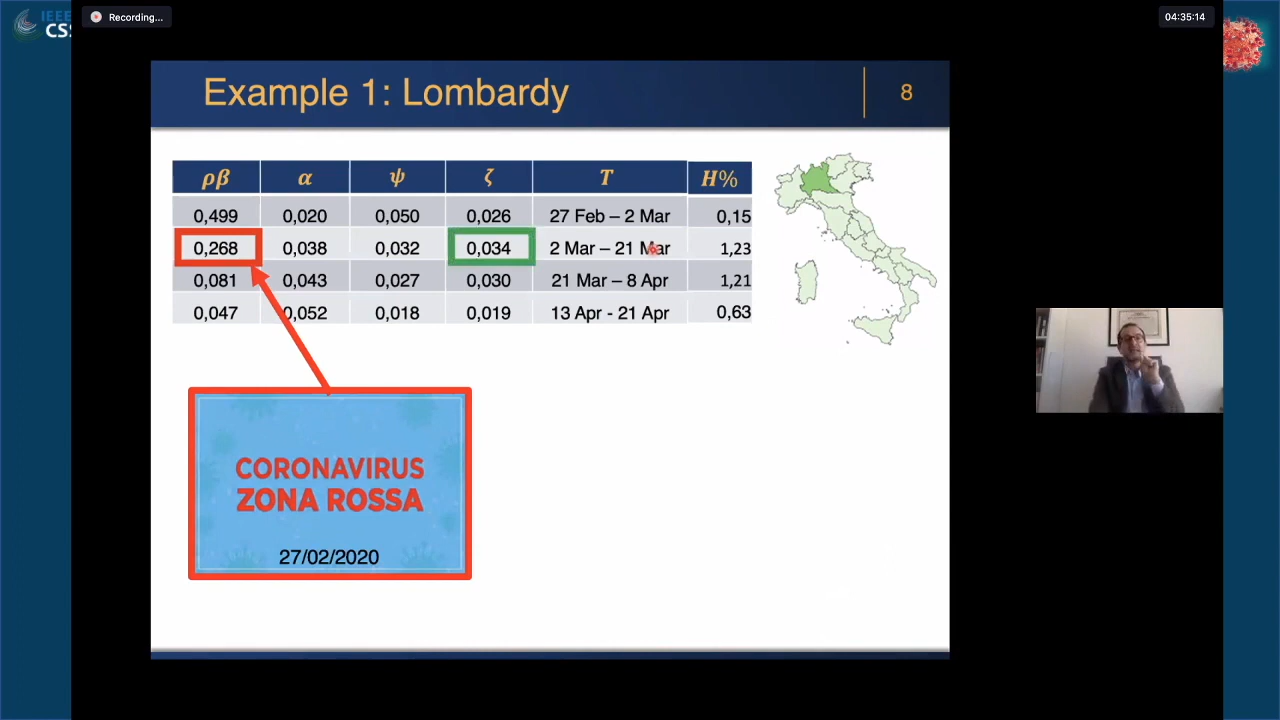 IEEE
CSS
Recording...
04:35:14
Example 1: Lombardy
8
ρβ α ψ ζ T H%
0,499 0,020 0,050 0,026 27 Feb – 2 Mar 0,15
0,268 0,038 0,032 0,034 2 Mar – 21 Mar 1,23
0,081 0,043 0,027 0,030 21 Mar – 8 Apr 1,21
0,047 0,052 0,018 0,019 13 Apr - 21 Apr 0,63
CORONAVIRUS
ZONA ROSSA
27/02/2020